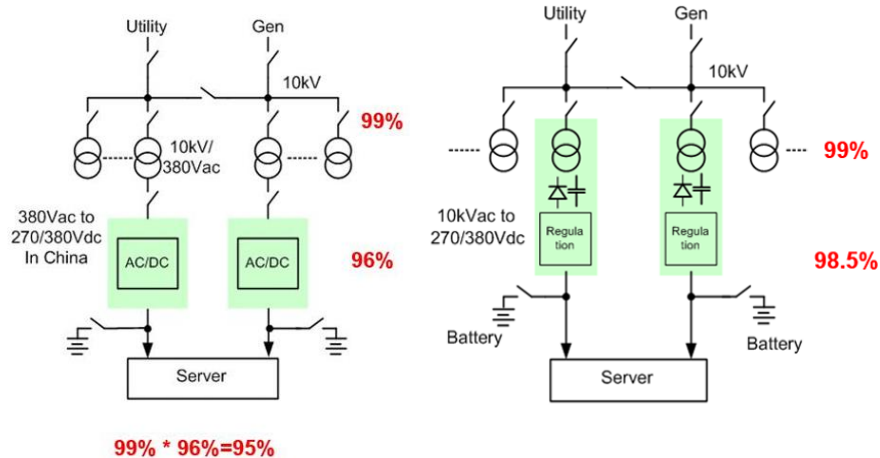 Utility
Gen
10kV
99%
10kV/
380Vac
380Vac to
270/380Vdc
In China
AC/DC
AC/DC
96%
Server
99% * 96%=95%
Utility
Gen
10kV
99%
10kVac to
270/380Vdc
Regula
tion
Regula
tion
98.5%
Battery
Battery
Server